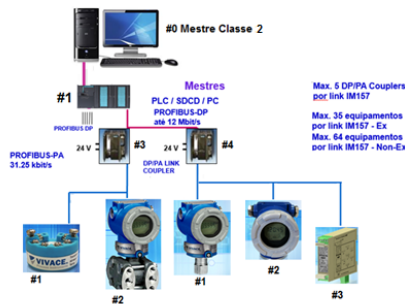 #0 Mestre Classe 2
#1
Mestres
PLC / SDCD / PC
PROFIBUS-DP
até 12 Mbit/s
Max. 5 DP/PA Couplers
por link IM157
Max. 35 equipamentos
por link IM157 - Ex
Max. 64 equipamentos
por link IM157 - Non-Ex
PROFIBUS DP
24 V
#3
24 V
#4
PROFIBUS-PA
31.25 kbit/s
DP/PA LINK
COUPLER
VIVACE
#1
#2
#1
#2
#3